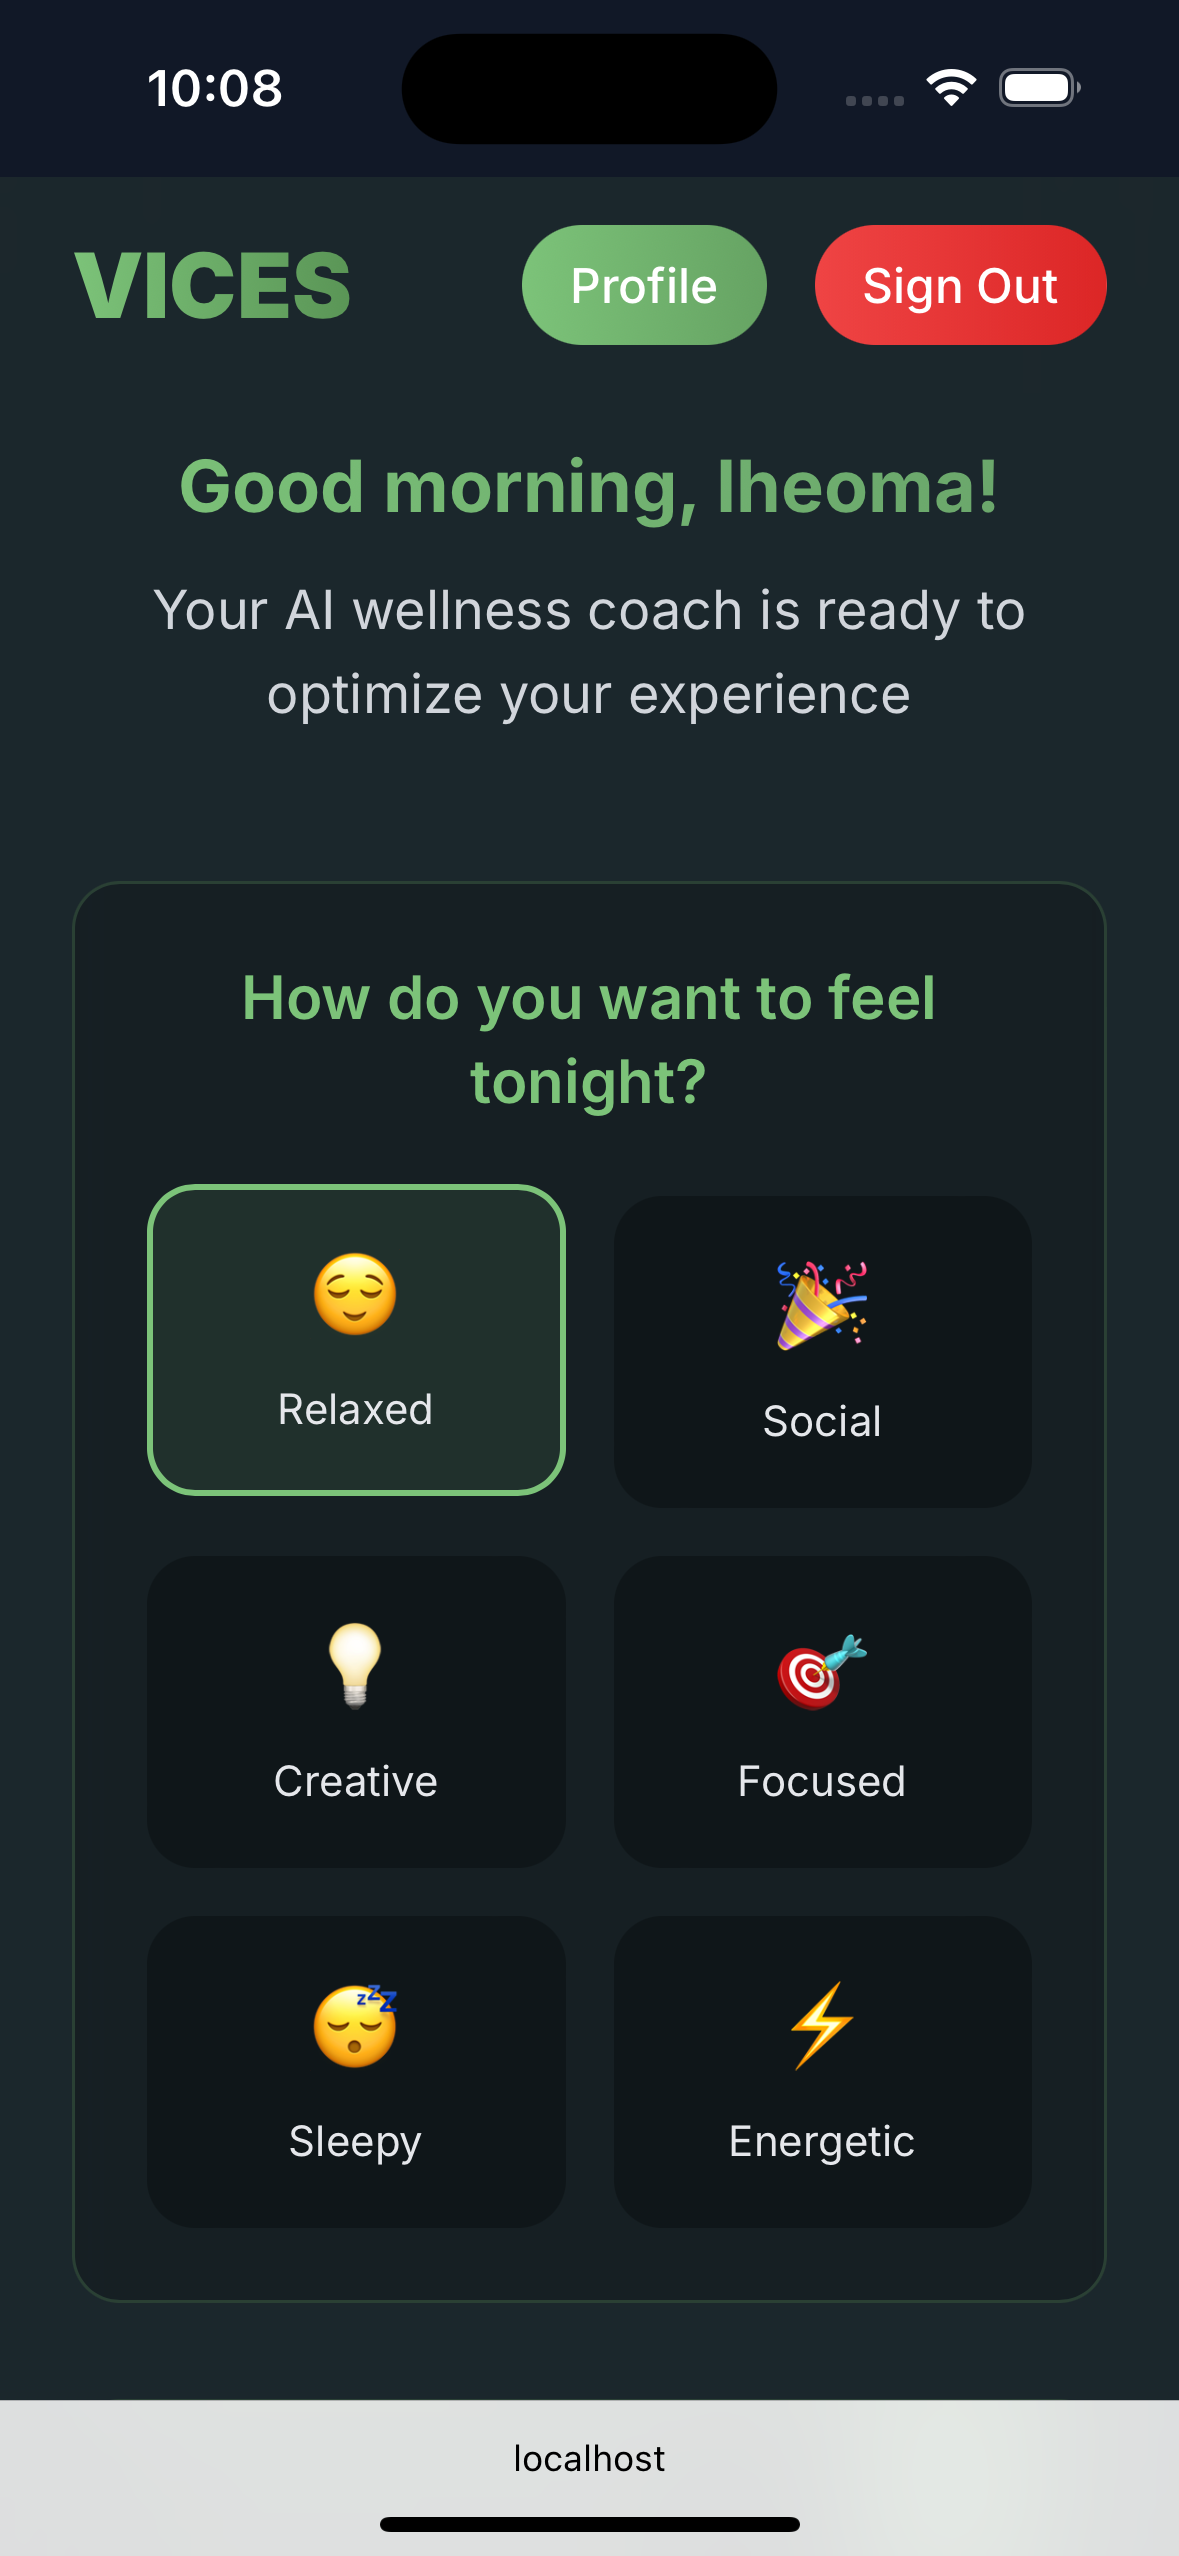 10:08
VICES
Profile
Sign Out
Good morning, Iheoma!
Your AI wellness coach is ready to
optimize your experience
How do you want to feel
tonight?
Relaxed
Social
Creative
Focused
Sleepy
Energetic
localhost